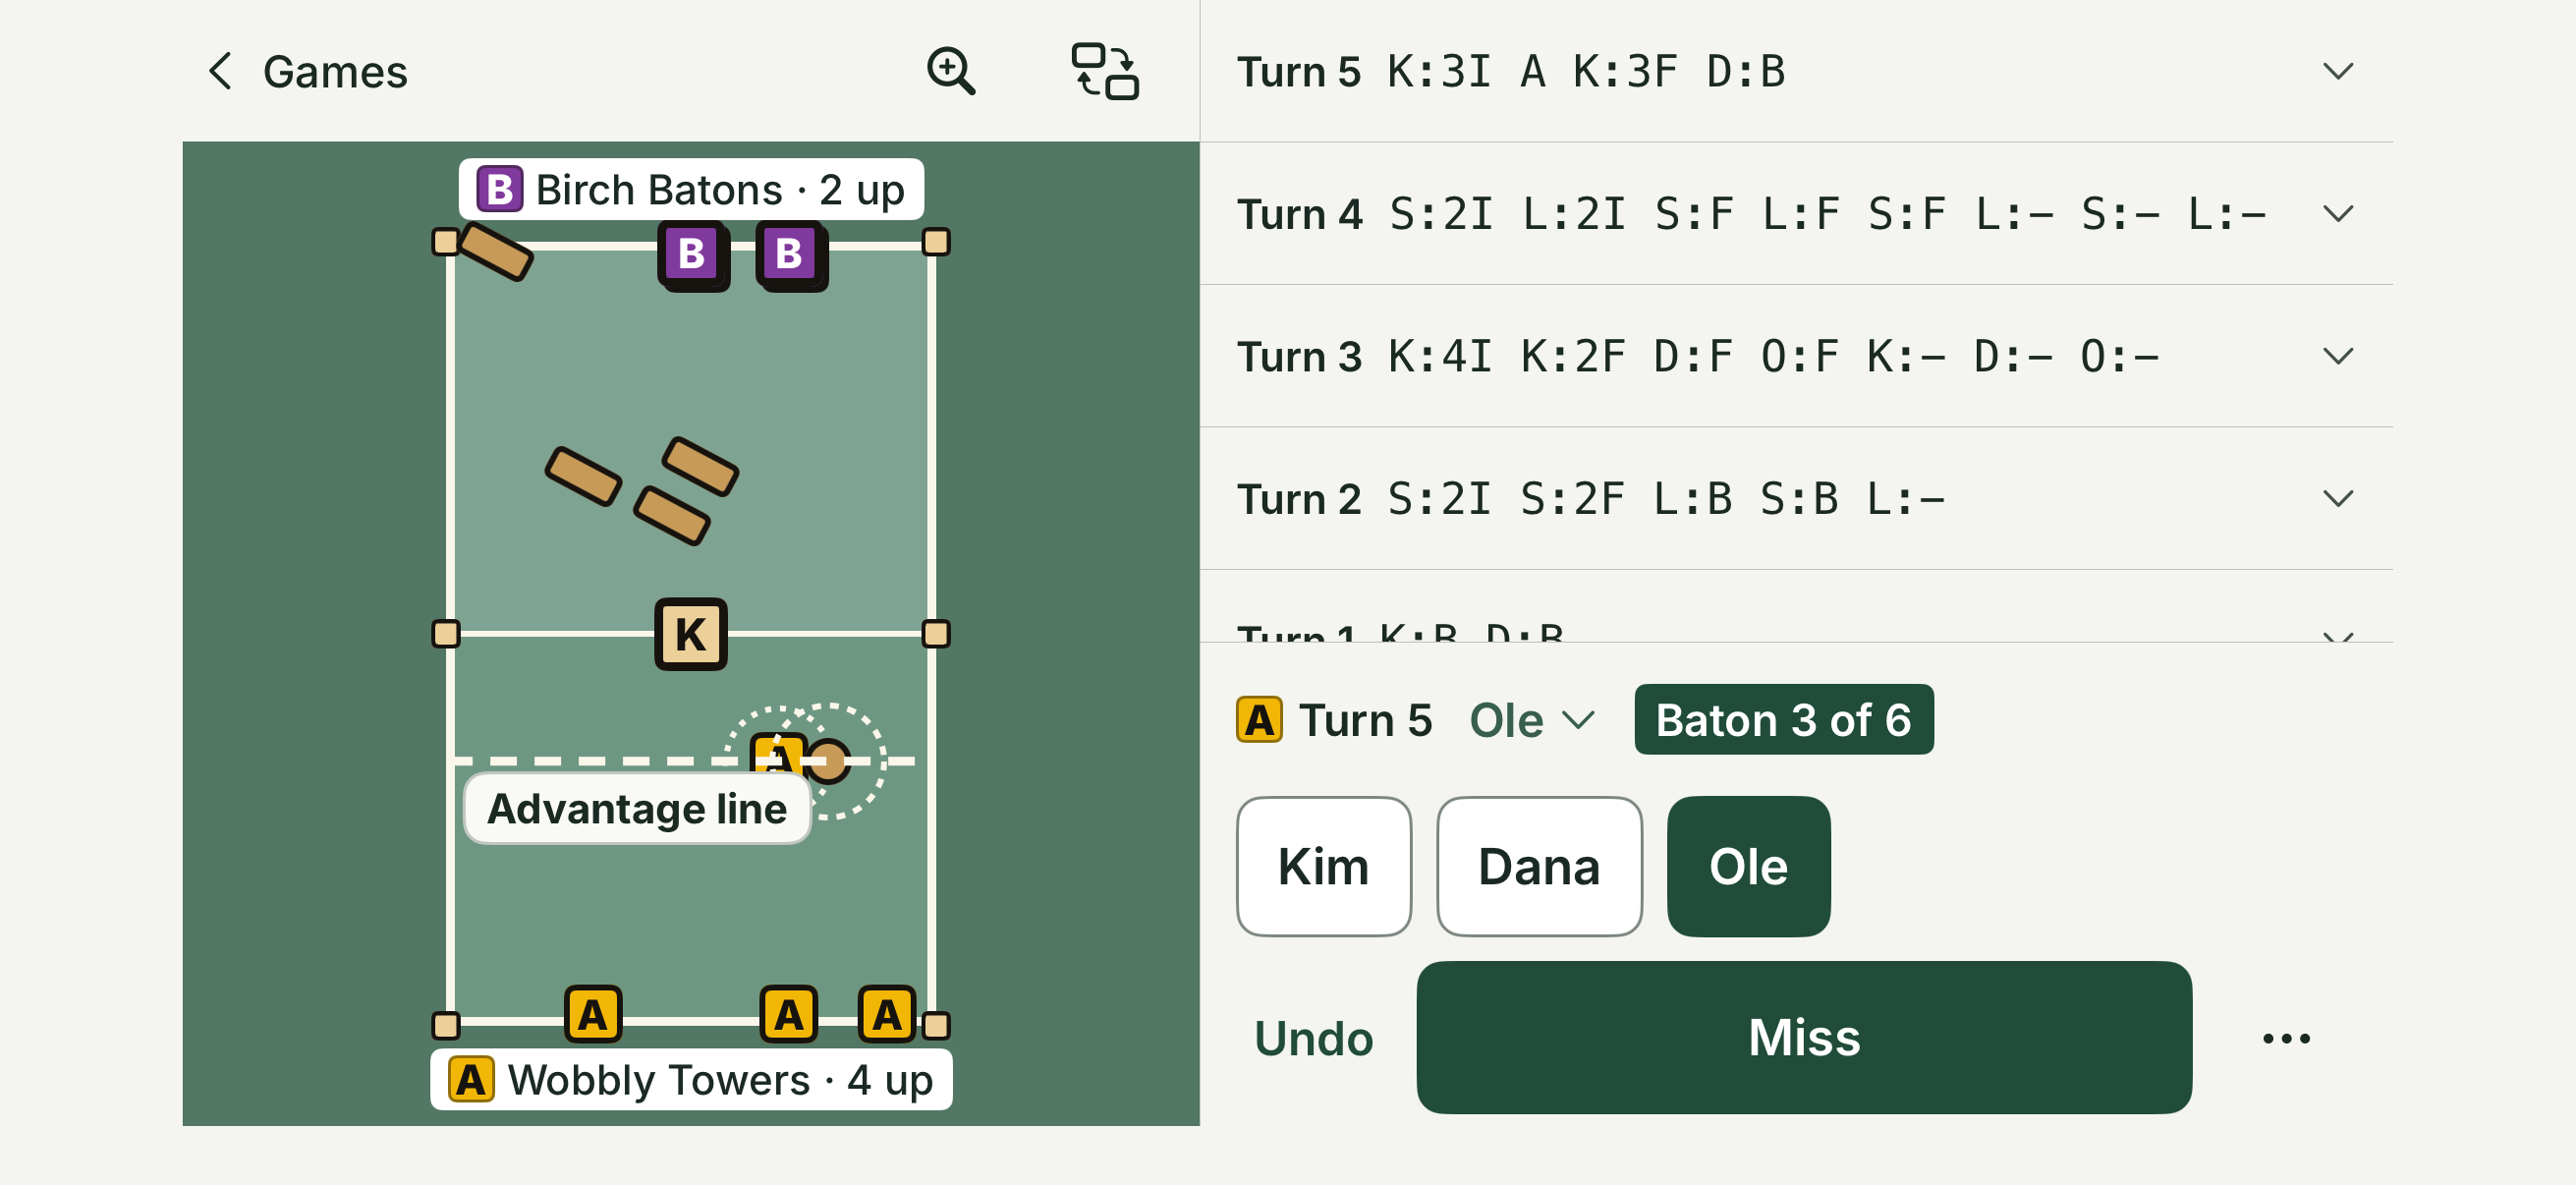 Games
B Birch Batons · 2 up
B B
K
A
Advantage line
A A A
A Wobbly Towers · 4 up
Turn 5 K:3I A K:3F D:B
Turn 4 S:2I L:2I S:F L:F S:F L:– S:– L:–
Turn 3 K:4I K:2F D:F O:F K:– D:– O:–
Turn 2 S:2I S:2F L:B S:B L:–
Turn 1 K:B D:B
A Turn 5 Ole Baton 3 of 6
Kim Dana Ole
Undo Miss